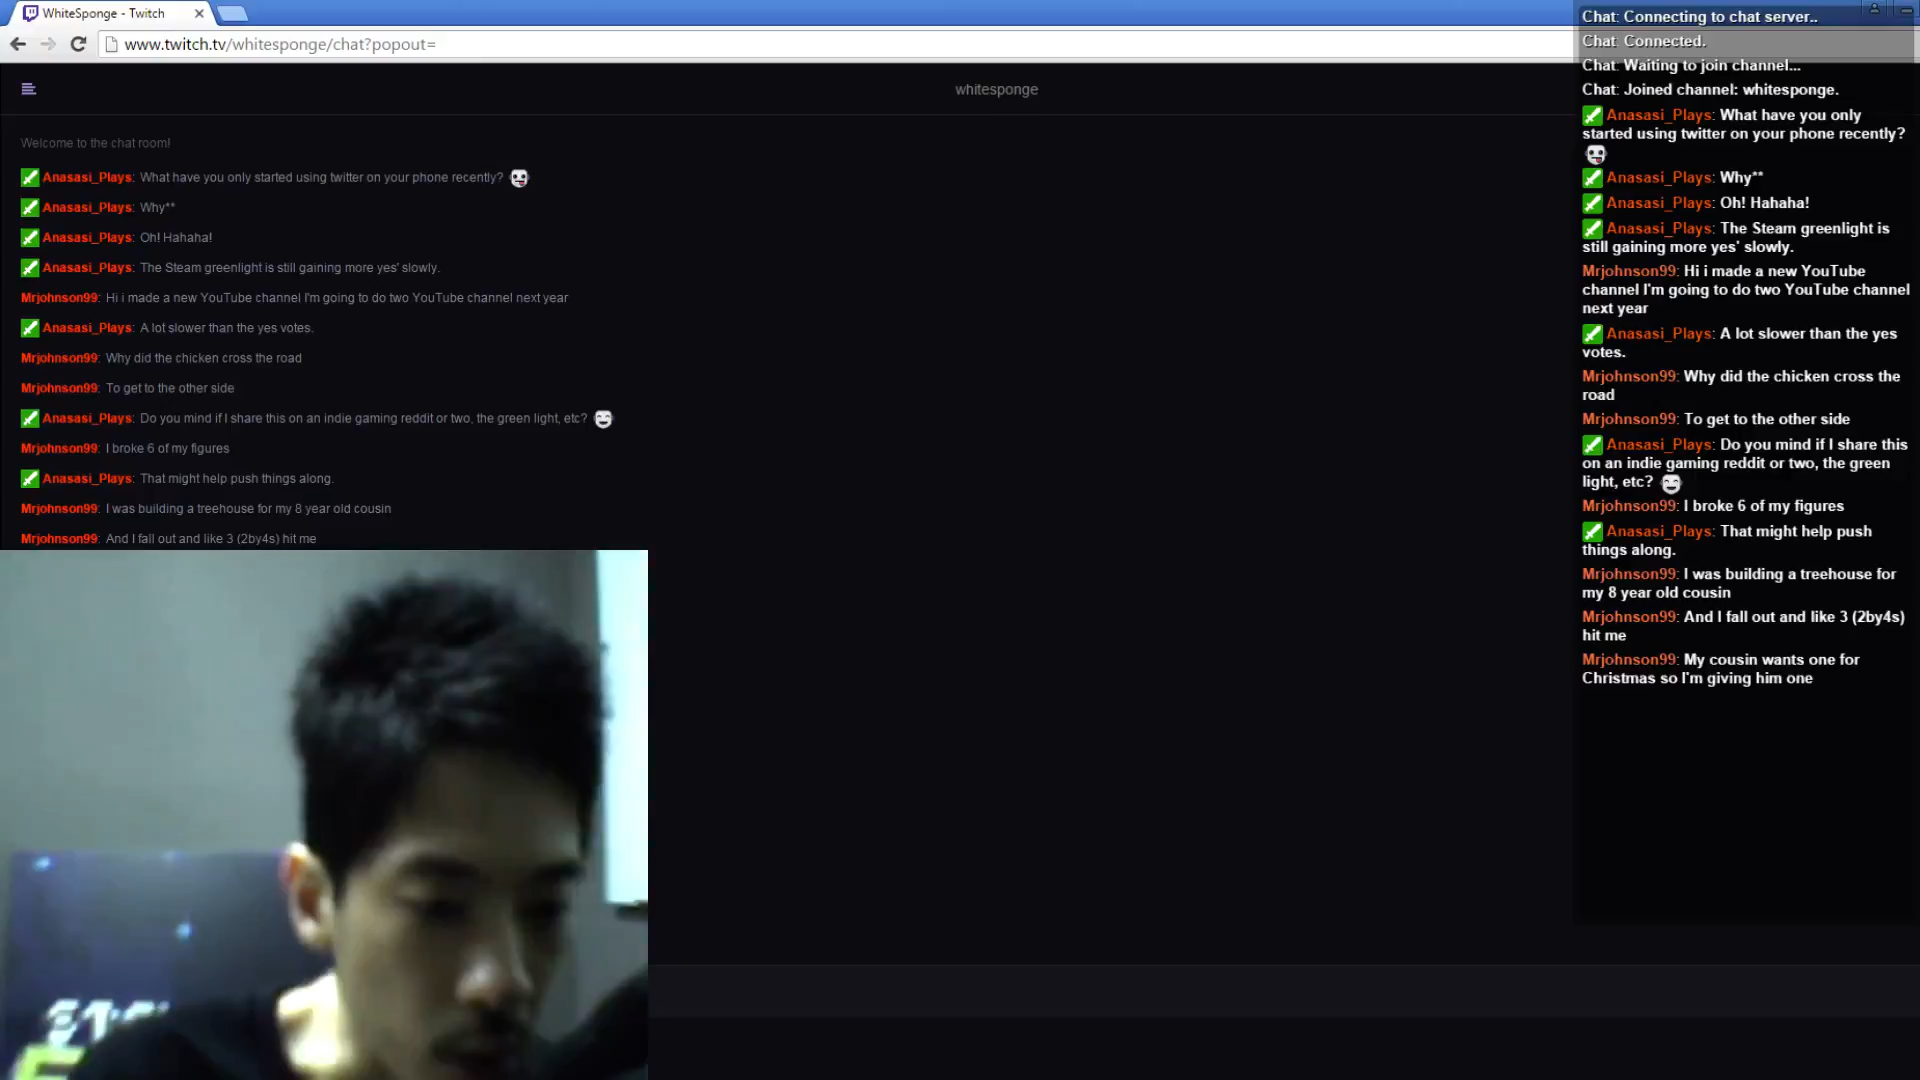 WhiteSponge - Twitch
www.twitch.tv/whitesponge/chat?popout=
whitesponge
Welcome to the chat room!
Anasasi_Plays: What have you only started using twitter on your phone recently?
Anasasi_Plays: Why**
Anasasi_Plays: Oh! Hahaha!
Anasasi_Plays: The Steam greenlight is still gaining more yes' slowly.
Mrjohnson99: Hi i made a new YouTube channel I'm going to do two YouTube channel next year
Anasasi_Plays: A lot slower than the yes votes.
Mrjohnson99: Why did the chicken cross the road
Mrjohnson99: To get to the other side
Anasasi_Plays: Do you mind if I share this on an indie gaming reddit or two, the green light, etc?
Mrjohnson99: I broke 6 of my figures
Anasasi_Plays: That might help push things along.
Mrjohnson99: I was building a treehouse for my 8 year old cousin
Mrjohnson99: And I fall out and like 3 (2by4s) hit me
Chat: Connecting to chat server..
Chat: Connected.
Chat: Waiting to join channel...
Chat: Joined channel: whitesponge.
Anasasi_Plays: What have you only
started using twitter on your phone recently?
Anasasi_Plays: Why**
Anasasi_Plays: Oh! Hahaha!
Anasasi_Plays: The Steam greenlight is
still gaining more yes' slowly.
Mrjohnson99: Hi i made a new YouTube
channel I'm going to do two YouTube channel
next year
Anasasi_Plays: A lot slower than the yes
votes.
Mrjohnson99: Why did the chicken cross the
road
Mrjohnson99: To get to the other side
Anasasi_Plays: Do you mind if I share this
on an indie gaming reddit or two, the green
light, etc?
Mrjohnson99: I broke 6 of my figures
Anasasi_Plays: That might help push
things along.
Mrjohnson99: I was building a treehouse for
my 8 year old cousin
Mrjohnson99: And I fall out and like 3 (2by4s)
hit me
Mrjohnson99: My cousin wants one for
Christmas so I'm giving him one